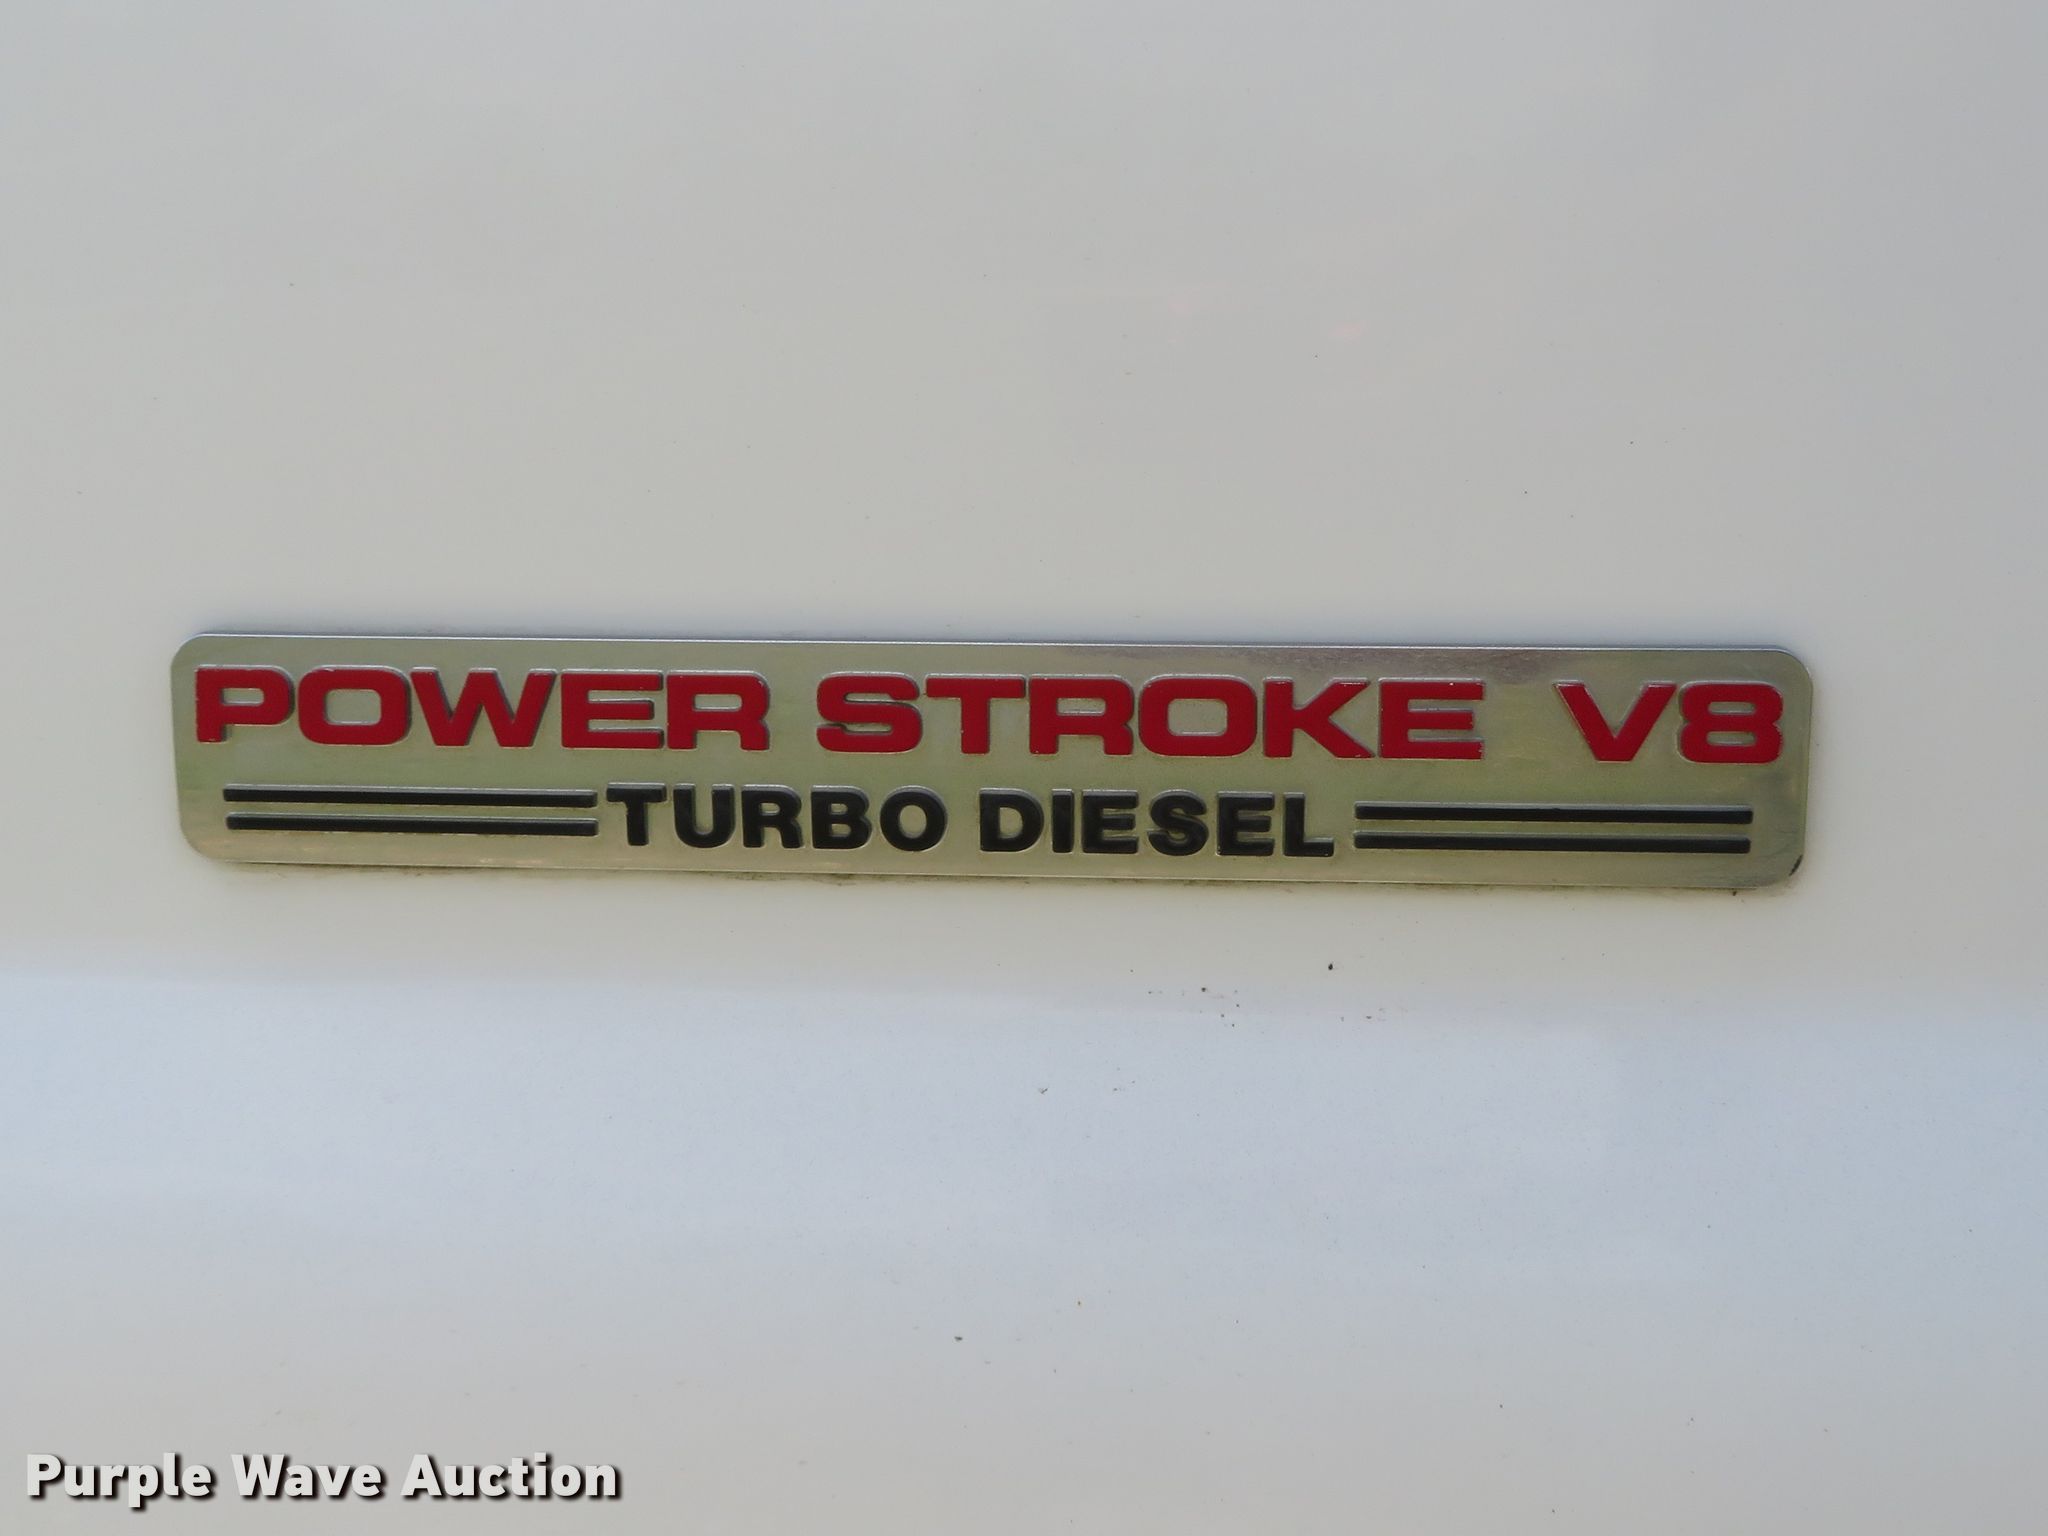 POWER STROKE V8
TURBO DIESEL
Purple Wave Auction